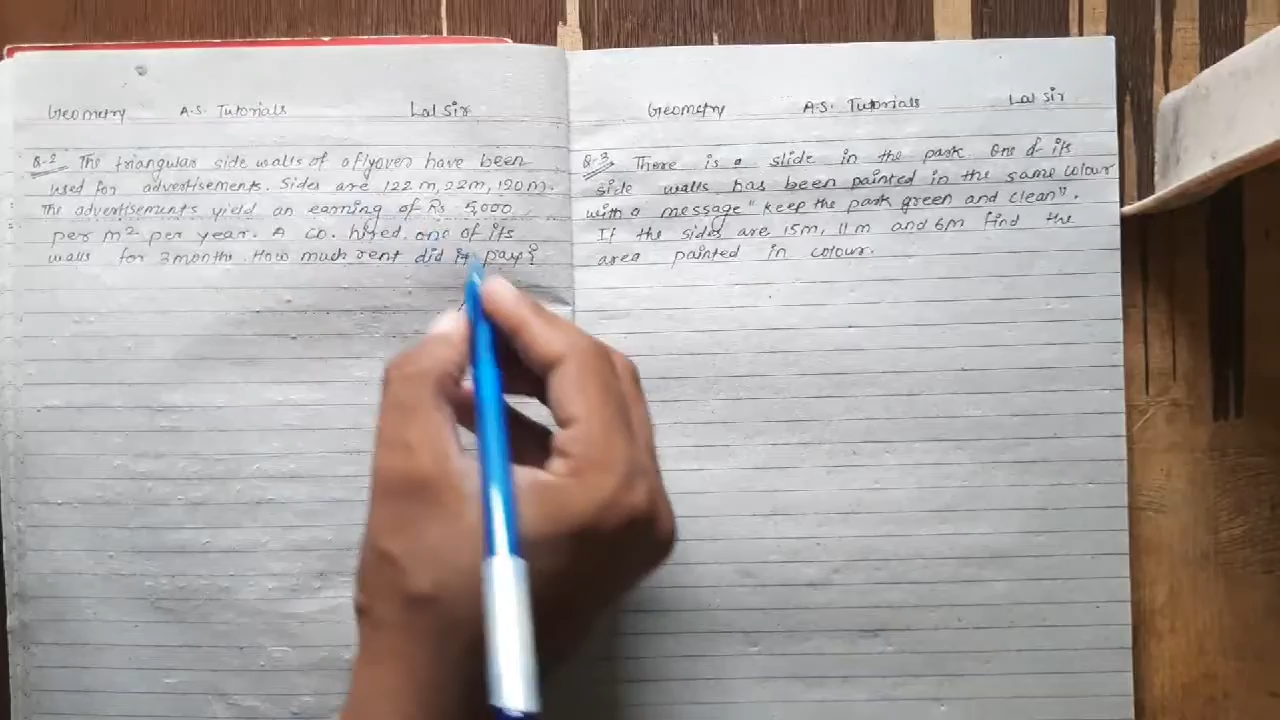 Geometry A.S. Tutorials Lal Sir
Q-2 The triangular side walls of a flyover have been
used for advertisements. Sides are 122 m, 22m, 120 m.
The advertisements yield an earning of Rs 5,000
per m² per year. A co. hired one of its
walls for 3 months. How much rent did it pay?
Geometry A.S. Tutorials Lal Sir
Q-3 There is a slide in the park. One of its
side walls has been painted in the same colour
with a message "keep the park green and clean".
If the sides are 15m, 11 m and 6m find the
area painted in colour.